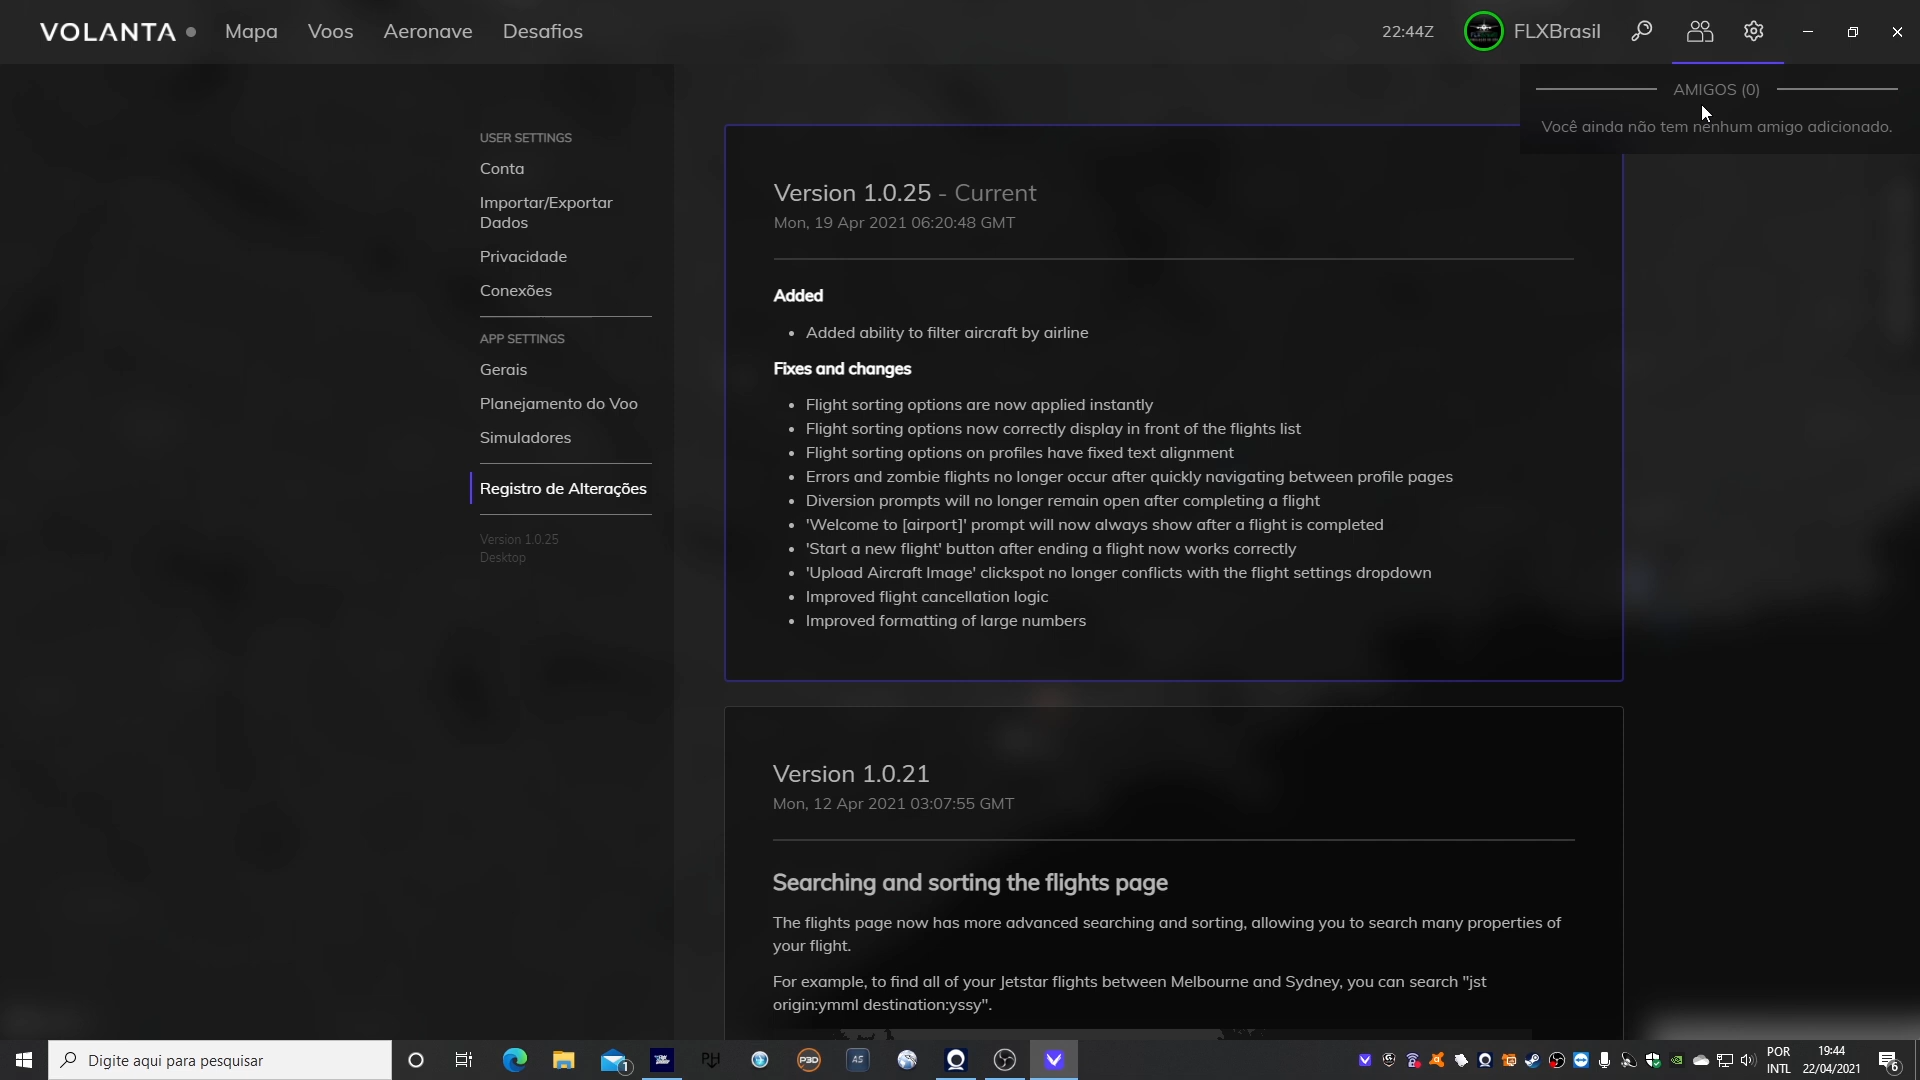 VOLANTA
Mapa
Voos
Aeronave
Desafios
22:44Z
FLXBrasil
AMIGOS (0)
Você ainda não tem nenhum amigo adicionado.
USER SETTINGS
Conta
Importar/Exportar
Dados
Privacidade
Conexões
APP SETTINGS
Gerais
Planejamento do Voo
Simuladores
Registro de Alterações
Version 1.0.25
Desktop
Version 1.0.25 - Current
Mon, 19 Apr 2021 06:20:48 GMT
Added
• Added ability to filter aircraft by airline
Fixes and changes
• Flight sorting options are now applied instantly
• Flight sorting options now correctly display in front of the flights list
• Flight sorting options on profiles have fixed text alignment
• Errors and zombie flights no longer occur after quickly navigating between profile pages
• Diversion prompts will no longer remain open after completing a flight
• 'Welcome to [airport]' prompt will now always show after a flight is completed
• 'Start a new flight' button after ending a flight now works correctly
• 'Upload Aircraft Image' clickspot no longer conflicts with the flight settings dropdown
• Improved flight cancellation logic
• Improved formatting of large numbers
Version 1.0.21
Mon, 12 Apr 2021 03:07:55 GMT
Searching and sorting the flights page
The flights page now has more advanced searching and sorting, allowing you to search many properties of
your flight.
For example, to find all of your Jetstar flights between Melbourne and Sydney, you can search "jst
origin:ymml destination:yssy".
Digite aqui para pesquisar
1
PH
P3D
AS
POR
INTL
19:44
22/04/2021
6